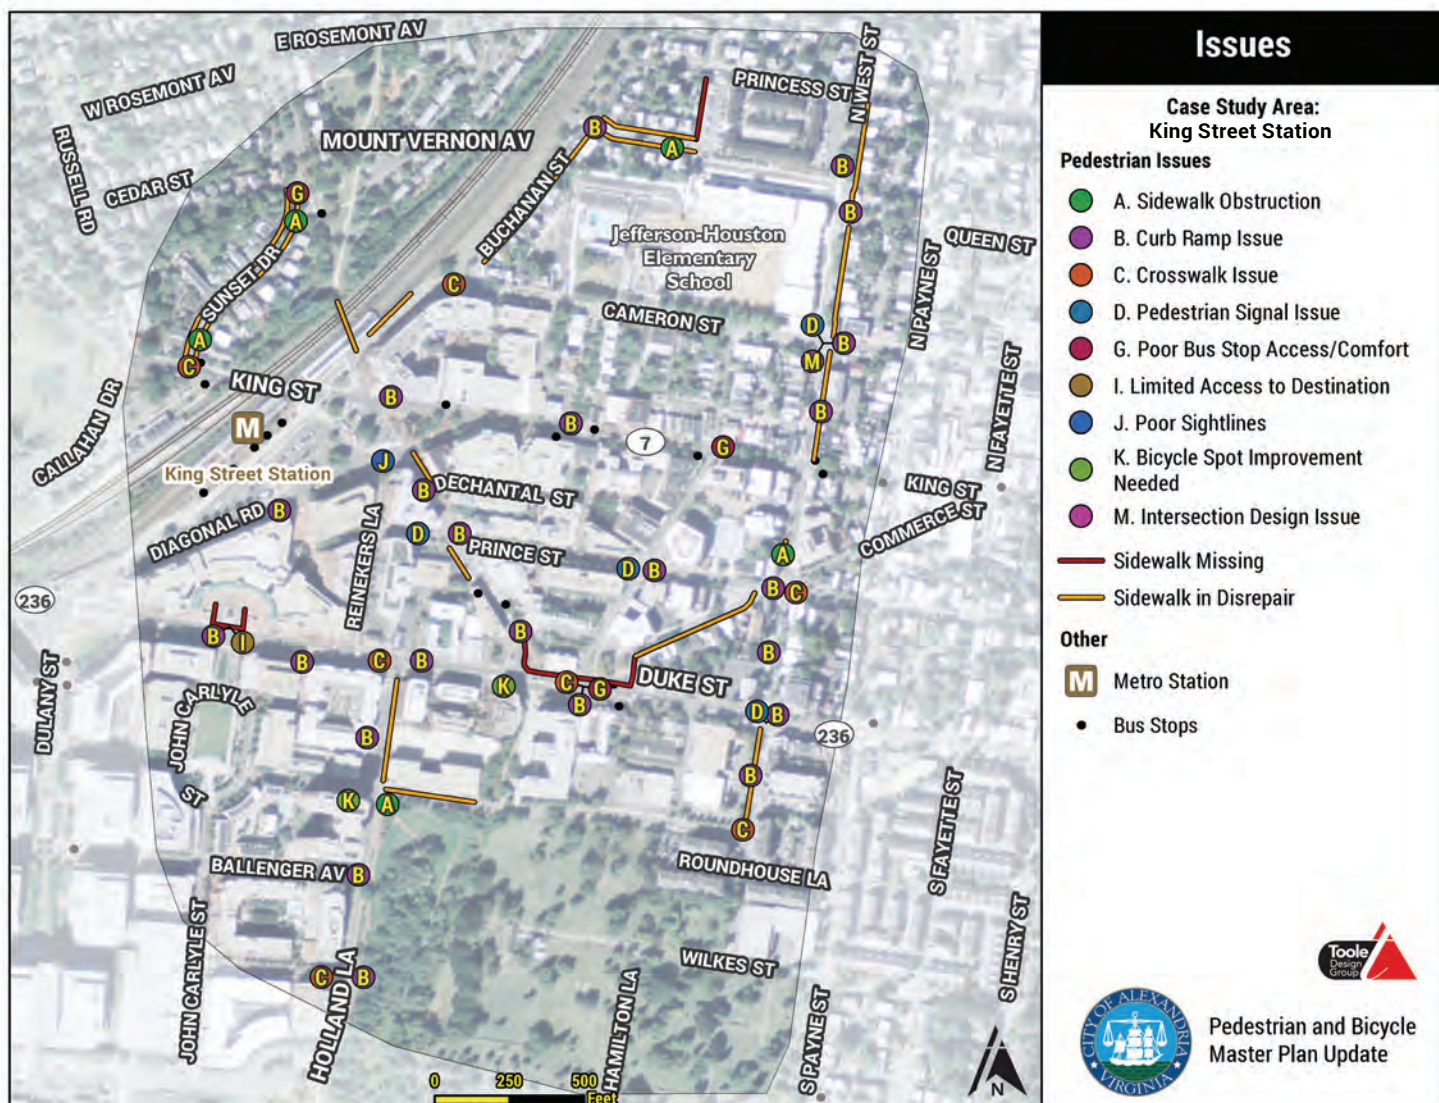 E ROSEMONT AV
W ROSEMONT AV
RUSSELL RD
CEDAR ST
MOUNT VERNON AV
PRINCESS ST
N WEST ST
B
A
B
G
A
BUCHANAN ST
B
Jefferson-Houston
Elementary
School
N PAYNE ST
QUEEN ST
SUNSET DR
C
CAMERON ST
D
B
M
A
C
KING ST
CALLAHAN DR
N FAYETTE ST
B
B
B
7
G
M
King Street Station
J
B
DECHANTAL ST
KING ST
COMMERCE ST
DIAGONAL RD
B
REINEKERS LA
D
B
PRINCE ST
D
B
A
B
C
236
B
I
B
C
B
B
K
C
G
B
DUKE ST
B
D
B
236
DULANY ST
JOHN CARLYLE
ST
B
K
A
B
C
S FAYETTE ST
BALLENGER AV
B
ROUNDHOUSE LA
JOHN CARLYLE ST
HOLLAND LA
C
B
WILKES ST
S HENRY ST
HAMILTON LA
S PAYNE ST
0 250 500
Feet
N
Issues
Case Study Area:
King Street Station
Pedestrian Issues
A. Sidewalk Obstruction
B. Curb Ramp Issue
C. Crosswalk Issue
D. Pedestrian Signal Issue
G. Poor Bus Stop Access/Comfort
I. Limited Access to Destination
J. Poor Sightlines
K. Bicycle Spot Improvement
Needed
M. Intersection Design Issue
Sidewalk Missing
Sidewalk in Disrepair
Other
M Metro Station
Bus Stops
Toole
Design
Group
CITY OF ALEXANDRIA
VIRGINIA
Pedestrian and Bicycle
Master Plan Update